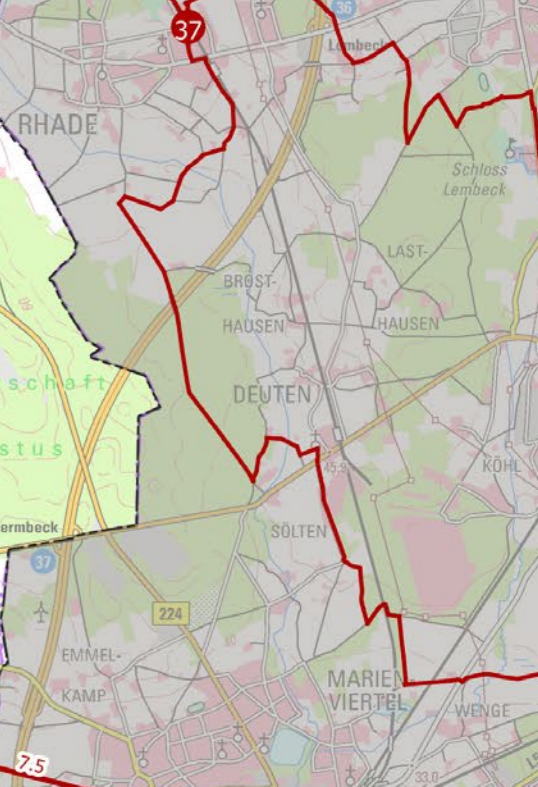 37
36
Lembeck
RHADE
Schloss
Lembeck
LAST-
BROST-
HAUSEN
HAUSEN
schaft
DEUTEN
stus
45.9
KÖHL
ermbeck
SÖLTEN
37
224
EMMEL-
KAMP
MARIEN-
VIERTEL
WENGE
7.5
33.0
LE